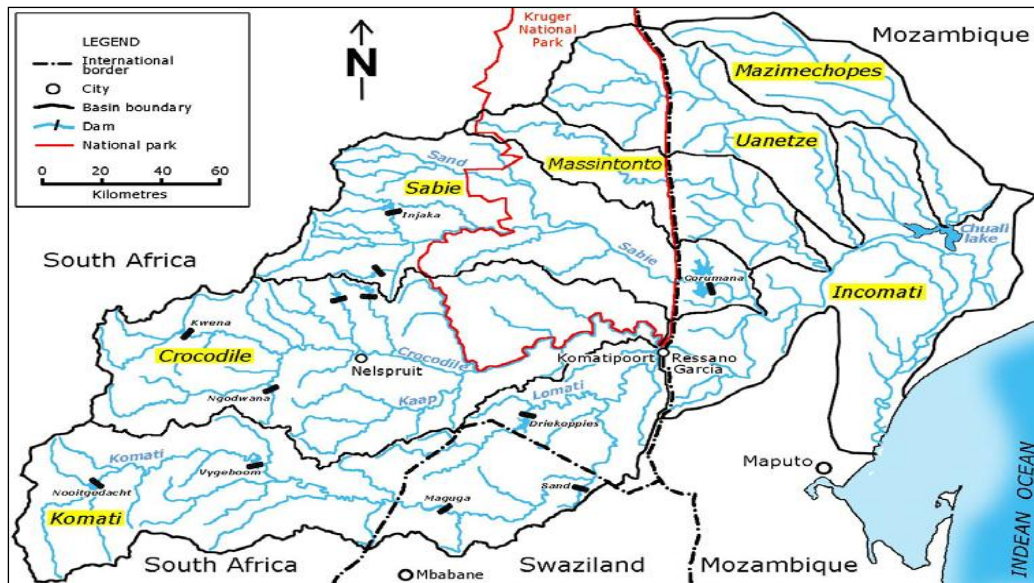 LEGEND
International
border
City
Basin boundary
Dam
National park
0 20 40 60
Kilometres
N
Kruger
National
Park
Mozambique
Mazimechopes
Uanetze
Massintonto
Sand
Sabie
Injaka
Sabie
Chuali
lake
South Africa
Corumana
Incomati
Kwena
Crocodile
Crocodile
Nelspruit
Komatipoort
Ressano
Garcia
Ngodwana
Kaap
Lomati
Driekoppies
Komati
Vygeboom
Nooitgedacht
Komati
Maguga
Sand
Maputo
South Africa
Swaziland
Mozambique
Mbabane
INDEAN OCEAN